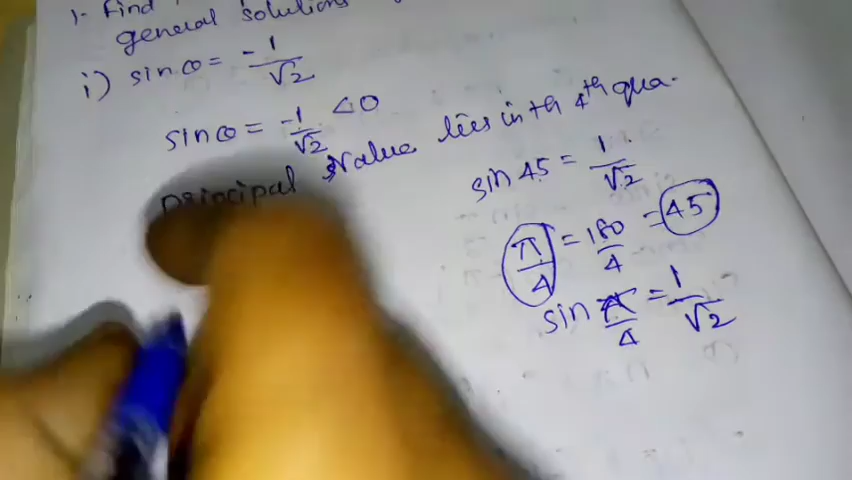 1. Find
general solutions
i) sin θ = -1/√2
sin θ = -1/√2 < 0
principal value lies in th 4th qua.
sin 45 = 1/√2
π/4 = 180/4 = 45
sin π/4 = 1/√2